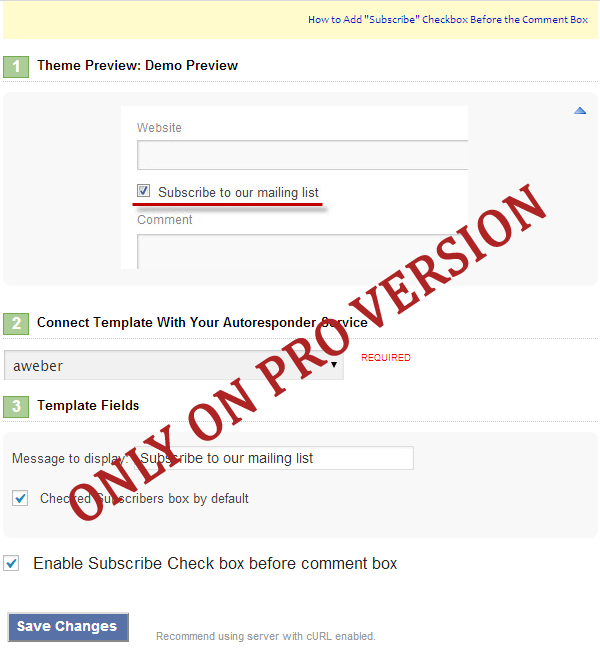 How to Add "Subscribe" Checkbox Before the Comment Box
1 Theme Preview: Demo Preview
Website
Subscribe to our mailing list
Comment
ONLY ON PRO VERSION
2 Connect Template With Your Autoresponder Service
aweber
REQUIRED
3 Template Fields
Message to display: Subscribe to our mailing list
Checked Subscribers box by default
Enable Subscribe Check box before comment box
Save Changes
Recommend using server with cURL enabled.